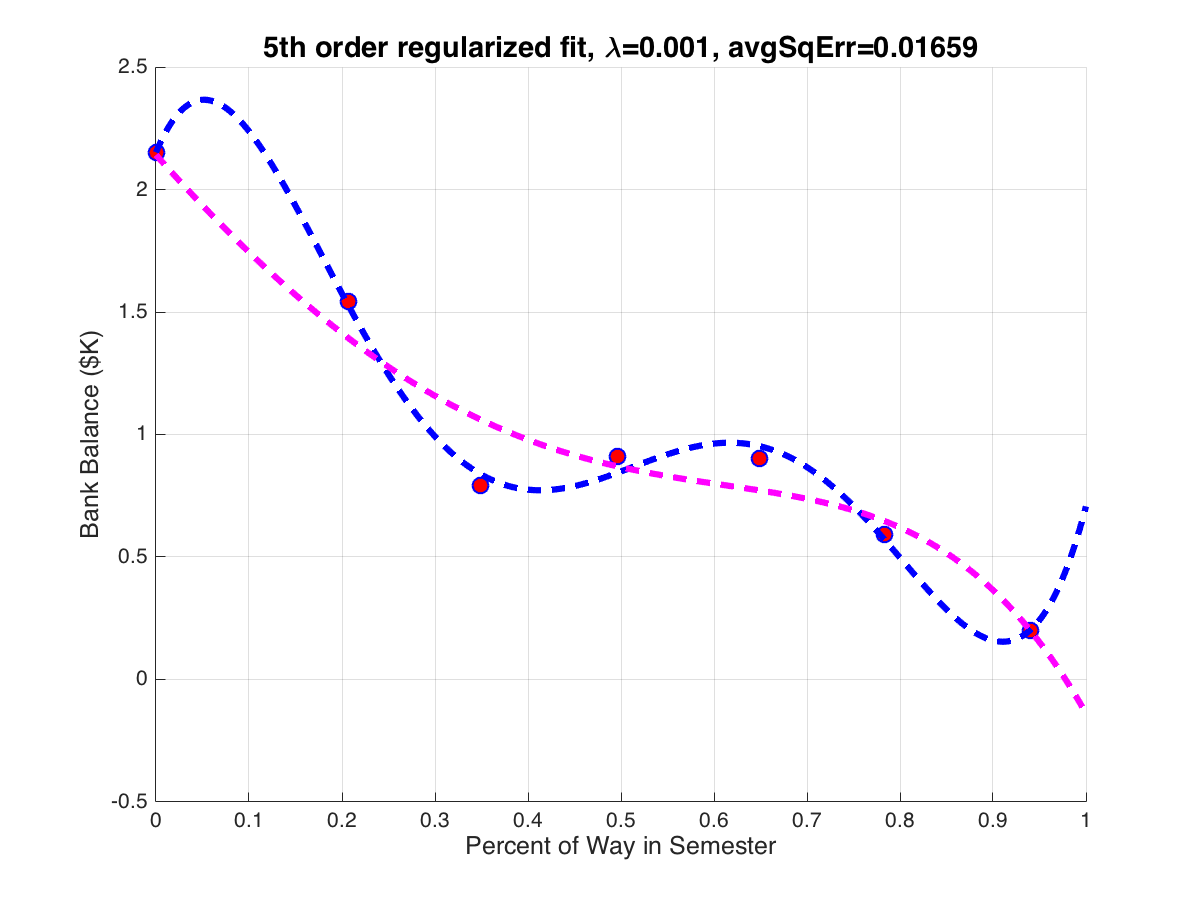 5th order regularized fit, λ=0.001, avgSqErr=0.01659
2.5
2
1.5
1
0.5
0
-0.5
Bank Balance ($K)
0 0.1 0.2 0.3 0.4 0.5 0.6 0.7 0.8 0.9 1
Percent of Way in Semester